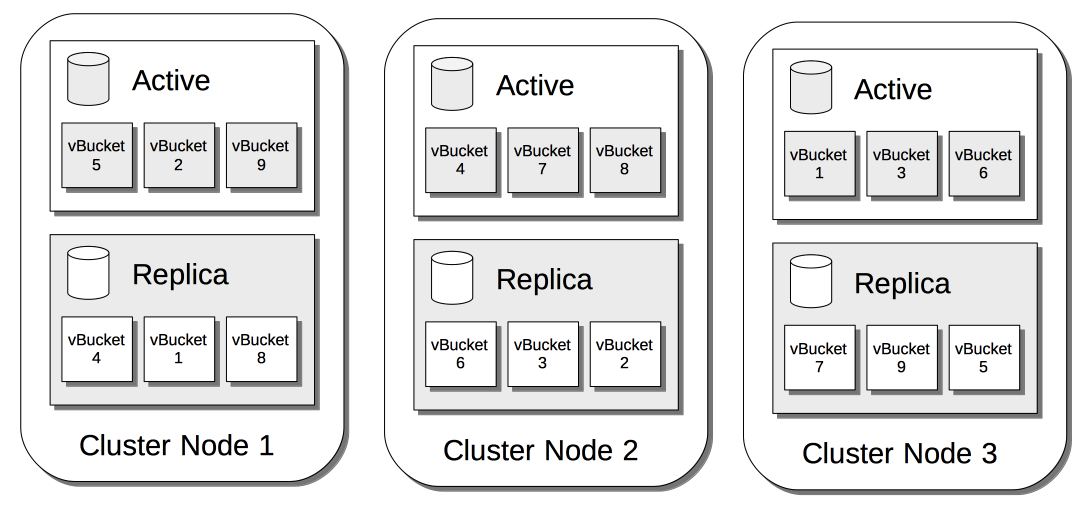 Active
vBucket
5
vBucket
2
vBucket
9
Replica
vBucket
4
vBucket
1
vBucket
8
Cluster Node 1
Active
vBucket
4
vBucket
7
vBucket
8
Replica
vBucket
6
vBucket
3
vBucket
2
Cluster Node 2
Active
vBucket
1
vBucket
3
vBucket
6
Replica
vBucket
7
vBucket
9
vBucket
5
Cluster Node 3